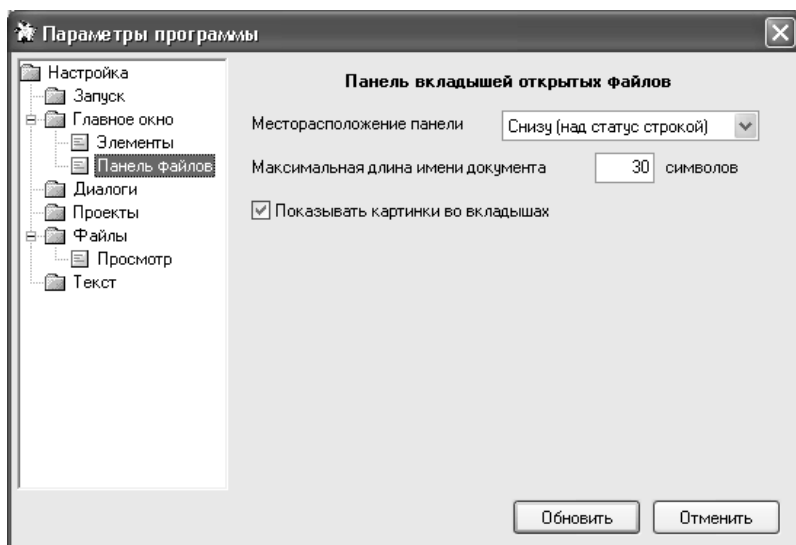 Параметры программы
Настройка
Запуск
Главное окно
Элементы
Панель файлов
Диалоги
Проекты
Файлы
Просмотр
Текст
Панель вкладышей открытых файлов
Месторасположение панели
Снизу (над статус строкой)
Максимальная длина имени документа 30 символов
Показывать картинки во вкладышах
Обновить Отменить